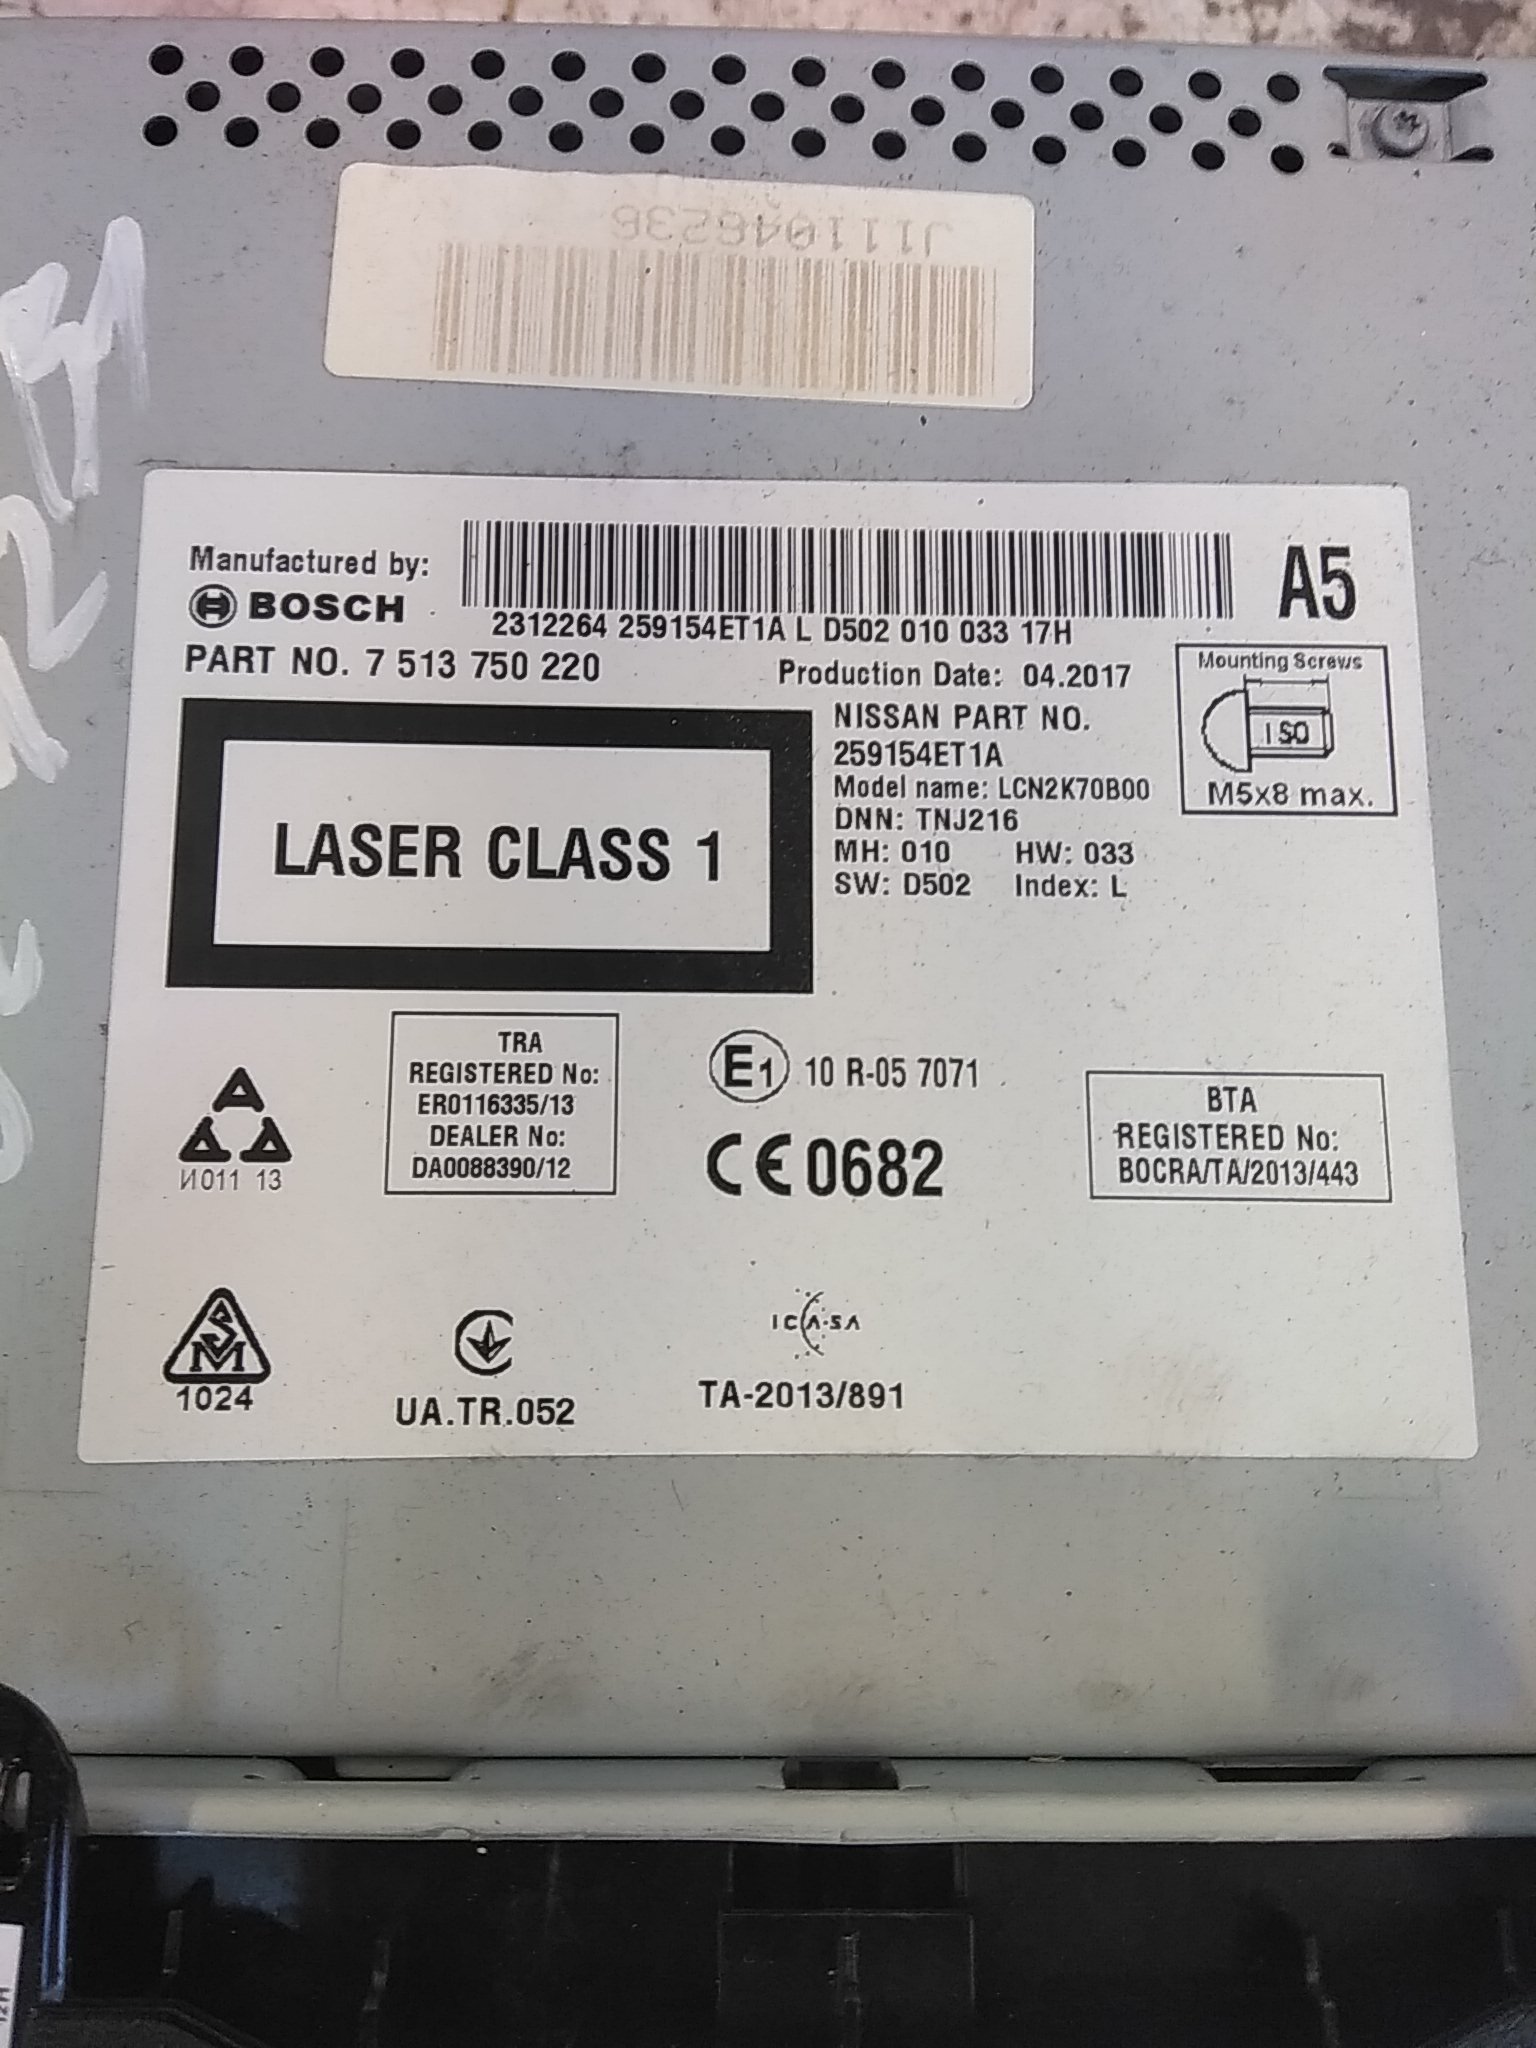 J111046236
Manufactured by:
BOSCH
2312264 259154ET1A L D502 010 033 17H
A5
PART NO. 7 513 750 220
Production Date: 04.2017
Mounting Screws
ISO
M5x8 max.
NISSAN PART NO.
259154ET1A
Model name: LCN2K70B00
DNN: TNJ216
MH: 010 HW: 033
SW: D502 Index: L
LASER CLASS 1
TRA
REGISTERED No:
ER0116335/13
DEALER No:
DA0088390/12
E1 10 R-05 7071
CE 0682
BTA
REGISTERED No:
BOCRA/TA/2013/443
И011 13
SM
1024
UA.TR.052
ICASA
TA-2013/891